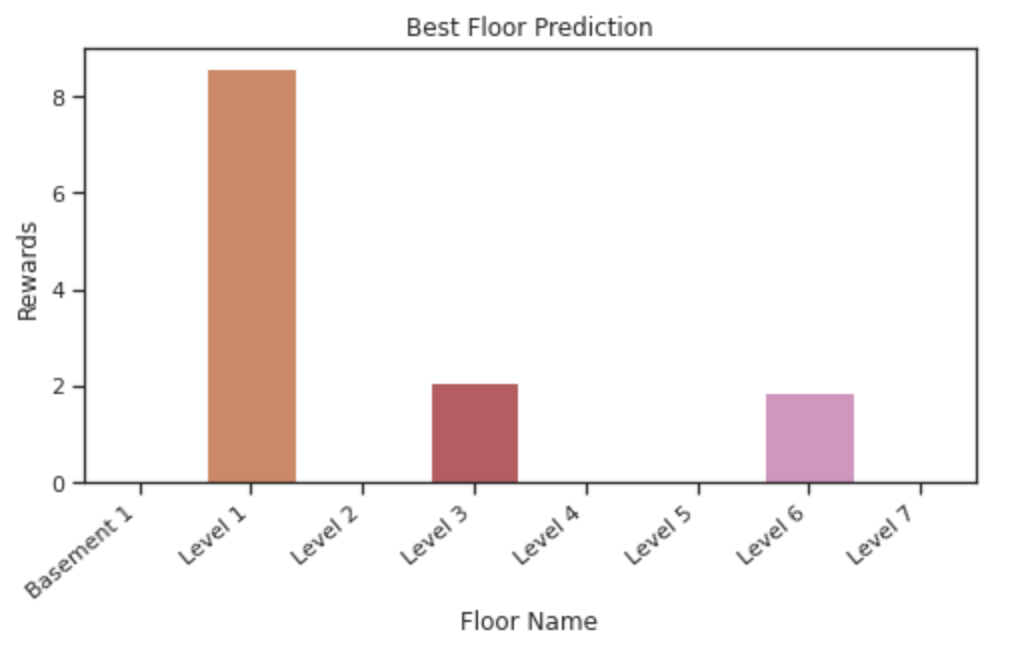 Best Floor Prediction
Rewards
8
6
4
2
0
Basement 1
Level 1
Level 2
Level 3
Level 4
Level 5
Level 6
Level 7
Floor Name